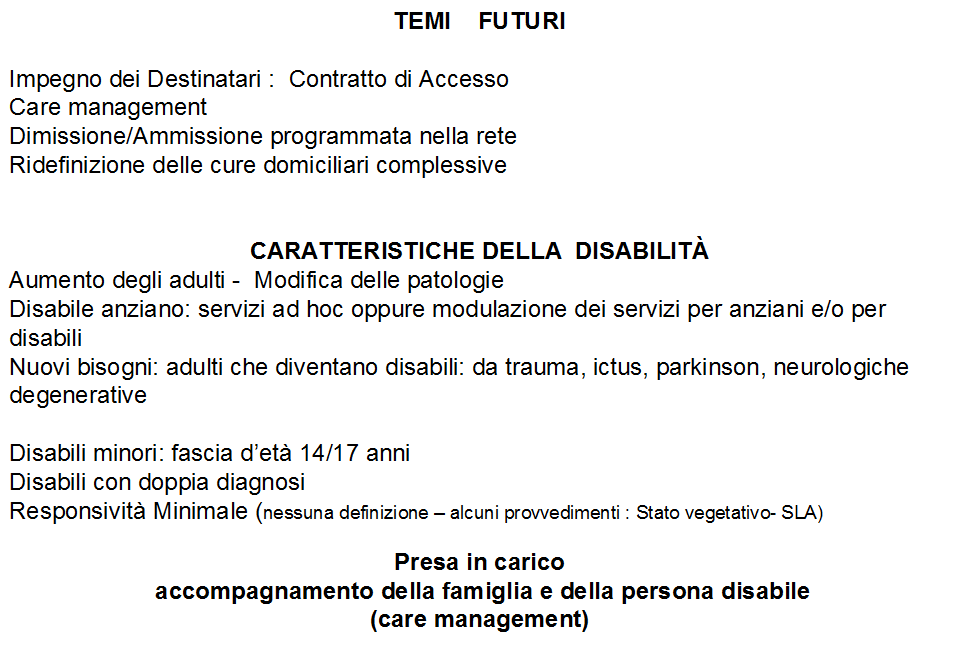 TEMI FUTURI
Impegno dei Destinatari : Contratto di Accesso
Care management
Dimissione/Ammissione programmata nella rete
Ridefinizione delle cure domiciliari complessive
CARATTERISTICHE DELLA DISABILITÀ
Aumento degli adulti - Modifica delle patologie
Disabile anziano: servizi ad hoc oppure modulazione dei servizi per anziani e/o per
disabili
Nuovi bisogni: adulti che diventano disabili: da trauma, ictus, parkinson, neurologiche
degenerative
Disabili minori: fascia d’età 14/17 anni
Disabili con doppia diagnosi
Responsività Minimale (nessuna definizione – alcuni provvedimenti : Stato vegetativo- SLA)
Presa in carico
accompagnamento della famiglia e della persona disabile
(care management)